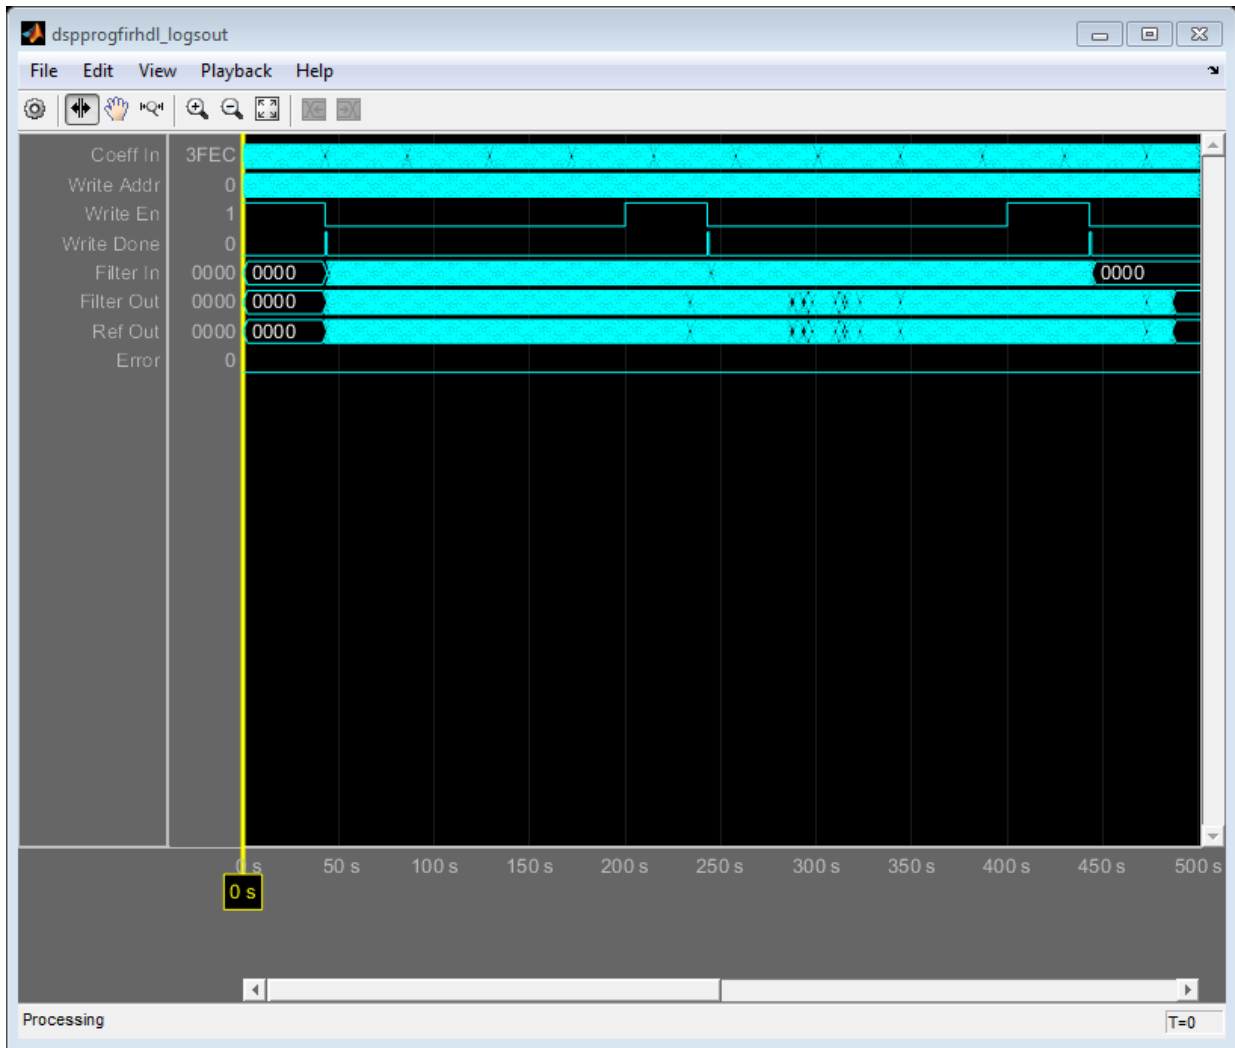 dspprogfirhdl_logsout
File Edit View Playback Help
Coeff In 3FEC
Write Addr 0
Write En 1
Write Done 0
Filter In 0000 0000 0000
Filter Out 0000 0000
Ref Out 0000 0000
Error 0
0 s 50 s 100 s 150 s 200 s 250 s 300 s 350 s 400 s 450 s 500 s
0 s
Processing T=0